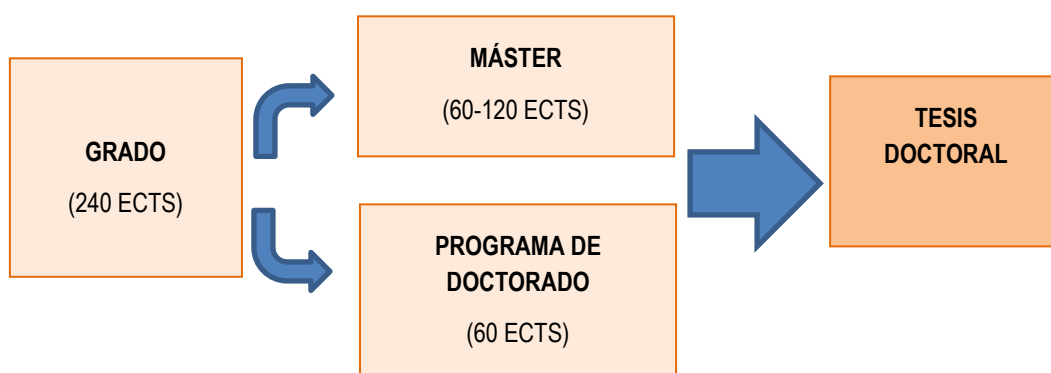 GRADO
(240 ECTS)
MÁSTER
(60-120 ECTS)
PROGRAMA DE
DOCTORADO
(60 ECTS)
TESIS
DOCTORAL